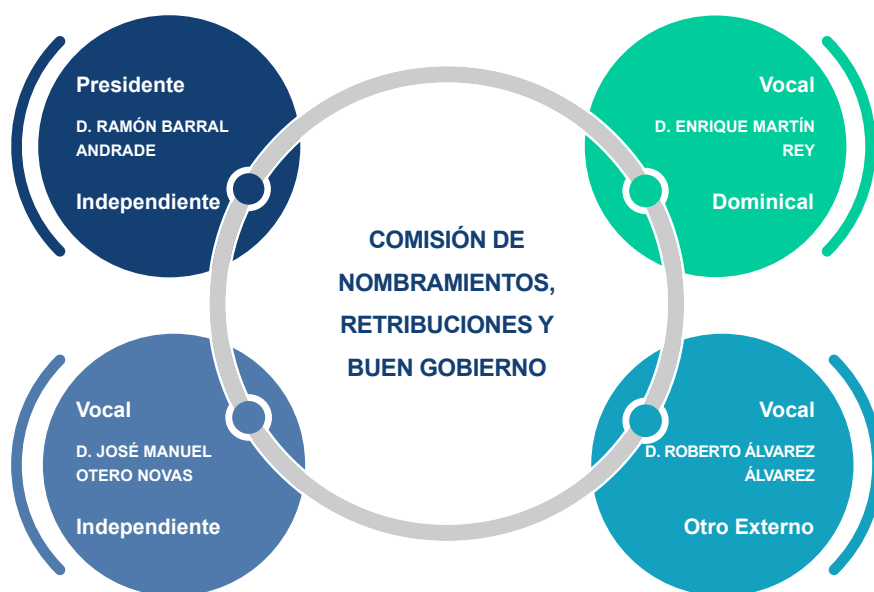 Presidente
D. RAMÓN BARRAL
ANDRADE
Independiente
Vocal
D. ENRIQUE MARTÍN
REY
Dominical
COMISIÓN DE
NOMBRAMIENTOS,
RETRIBUCIONES Y
BUEN GOBIERNO
Vocal
D. JOSÉ MANUEL
OTERO NOVAS
Independiente
Vocal
D. ROBERTO ÁLVAREZ
ÁLVAREZ
Otro Externo